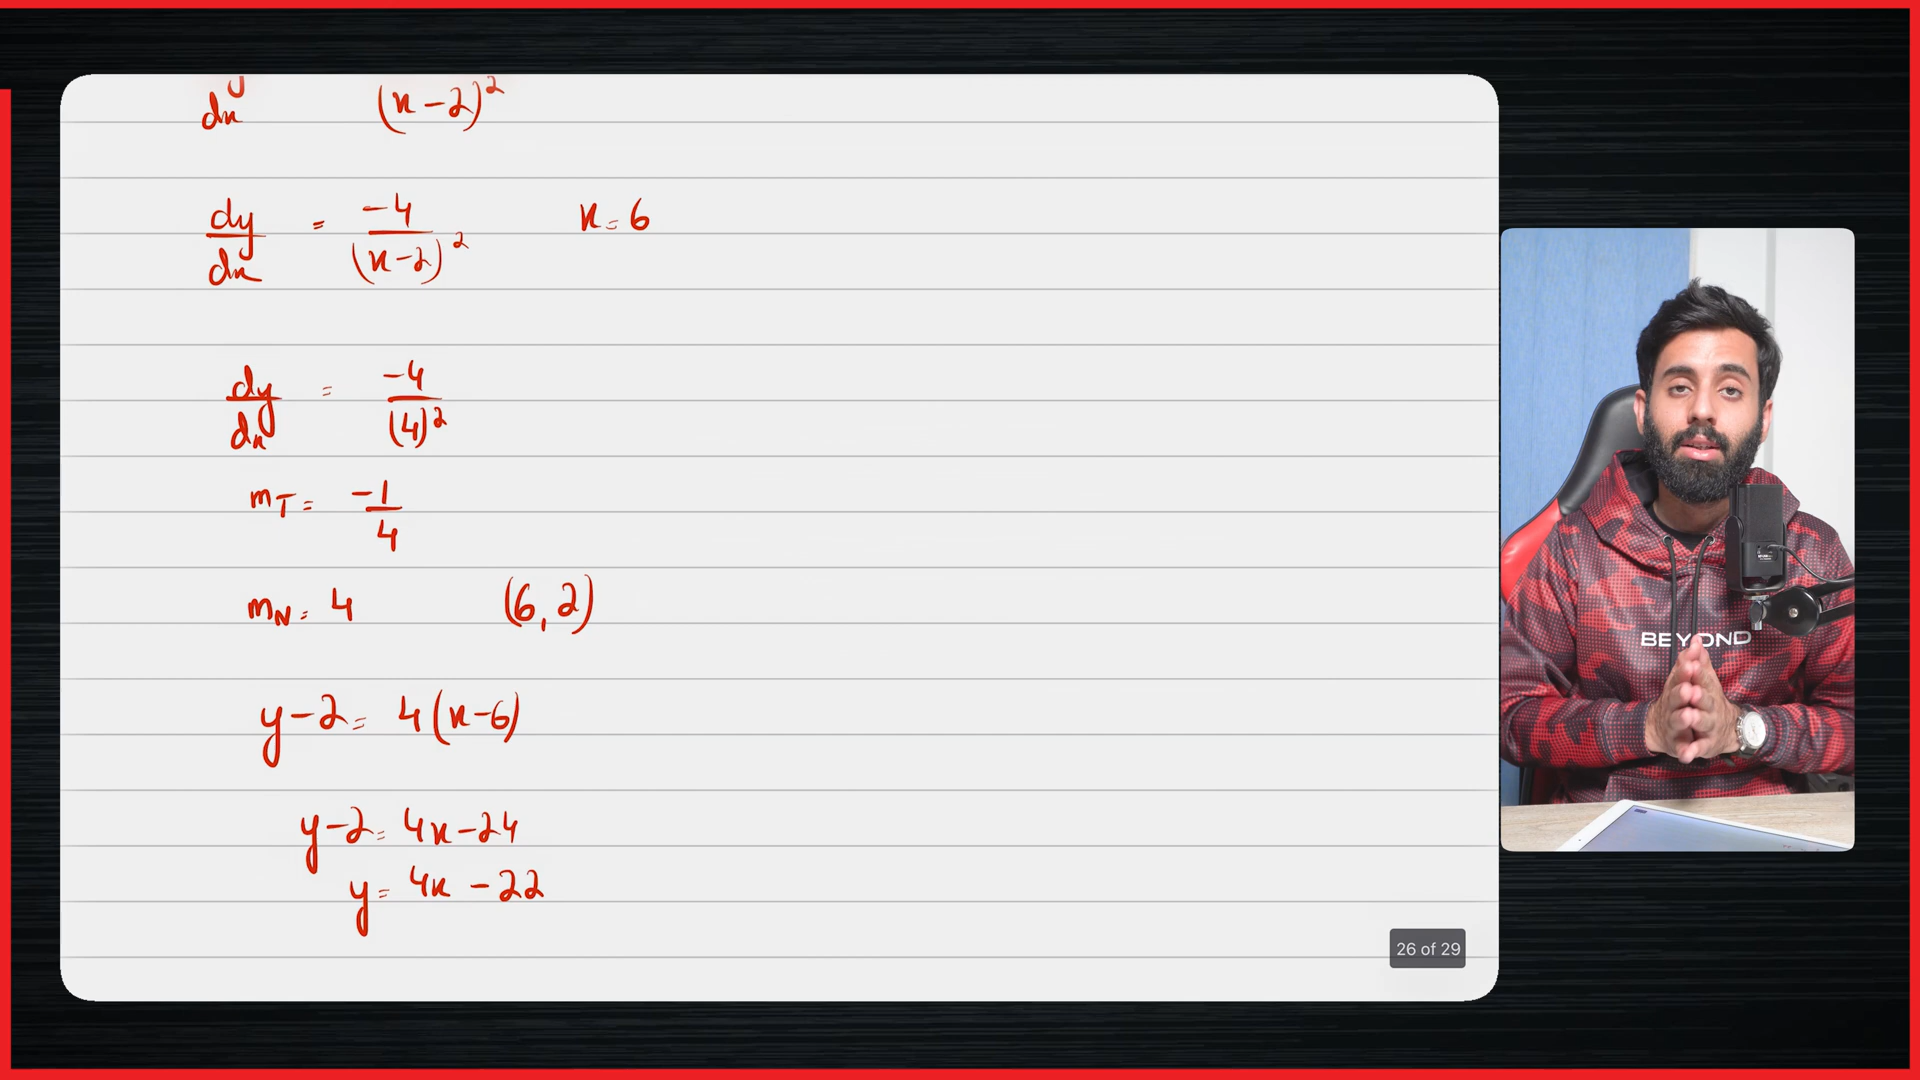 dy/dx (x-2)²
dy/dx = -4/(x-2)² x = 6
dy/dx = -4/(4)²
mT = -1/4
mN = 4 (6, 2)
y-2 = 4(x-6)
y-2 = 4x-24
y = 4x - 22
26 of 29
BEYOND